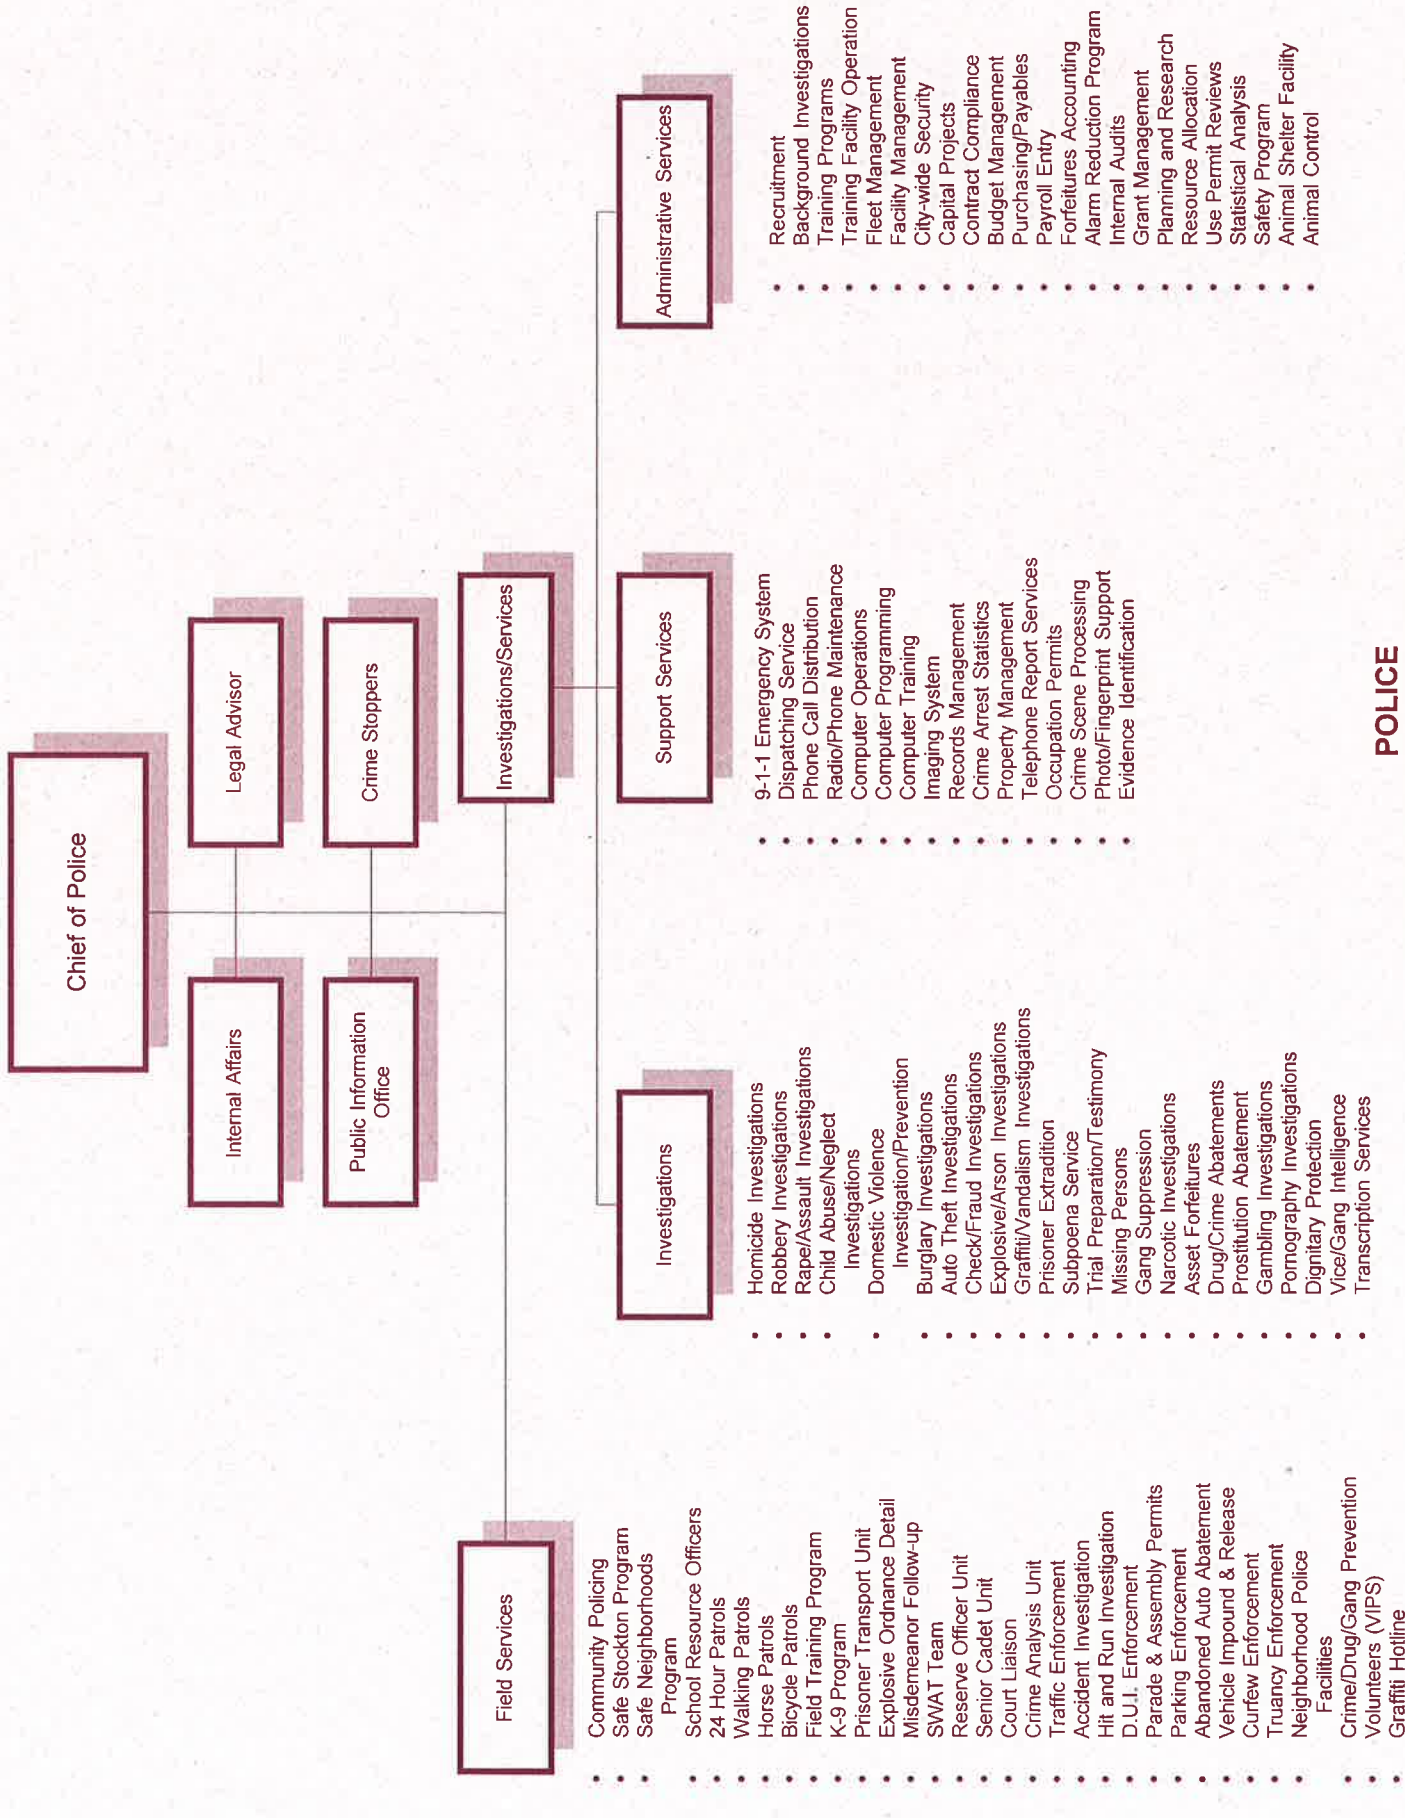 Chief of Police
Internal Affairs
Legal Advisor
Public Information
Office
Crime Stoppers
Field Services
Investigations/Services
Investigations
Support Services
Administrative Services
• Community Policing
• Safe Stockton Program
• Safe Neighborhoods
Program
• School Resource Officers
• 24 Hour Patrols
• Walking Patrols
• Horse Patrols
• Bicycle Patrols
• Field Training Program
• K-9 Program
• Prisoner Transport Unit
• Explosive Ordnance Detail
• Misdemeanor Follow-up
• SWAT Team
• Reserve Officer Unit
• Senior Cadet Unit
• Court Liaison
• Crime Analysis Unit
• Traffic Enforcement
• Accident Investigation
• Hit and Run Investigation
• D.U.I. Enforcement
• Parade & Assembly Permits
• Parking Enforcement
• Abandoned Auto Abatement
• Vehicle Impound & Release
• Curfew Enforcement
• Truancy Enforcement
• Neighborhood Police
Facilities
• Crime/Drug/Gang Prevention
• Volunteers (VIPS)
• Graffiti Hotline
• Homicide Investigations
• Robbery Investigations
• Rape/Assault Investigations
• Child Abuse/Neglect
Investigations
• Domestic Violence
Investigation/Prevention
• Burglary Investigations
• Auto Theft Investigations
• Check/Fraud Investigations
• Explosive/Arson Investigations
• Graffiti/Vandalism Investigations
• Prisoner Extradition
• Subpoena Service
• Trial Preparation/Testimony
• Missing Persons
• Gang Suppression
• Narcotic Investigations
• Asset Forfeitures
• Drug/Crime Abatements
• Prostitution Abatement
• Gambling Investigations
• Pornography Investigations
• Dignitary Protection
• Vice/Gang Intelligence
• Transcription Services
• 9-1-1 Emergency System
• Dispatching Service
• Phone Call Distribution
• Radio/Phone Maintenance
• Computer Operations
• Computer Programming
• Computer Training
• Imaging System
• Records Management
• Crime Arrest Statistics
• Property Management
• Telephone Report Services
• Occupation Permits
• Crime Scene Processing
• Photo/Fingerprint Support
• Evidence Identification
• Recruitment
• Background Investigations
• Training Programs
• Training Facility Operation
• Fleet Management
• Facility Management
• City-wide Security
• Capital Projects
• Contract Compliance
• Budget Management
• Purchasing/Payables
• Payroll Entry
• Forfeitures Accounting
• Alarm Reduction Program
• Internal Audits
• Grant Management
• Planning and Research
• Resource Allocation
• Use Permit Reviews
• Statistical Analysis
• Safety Program
• Animal Shelter Facility
• Animal Control
POLICE